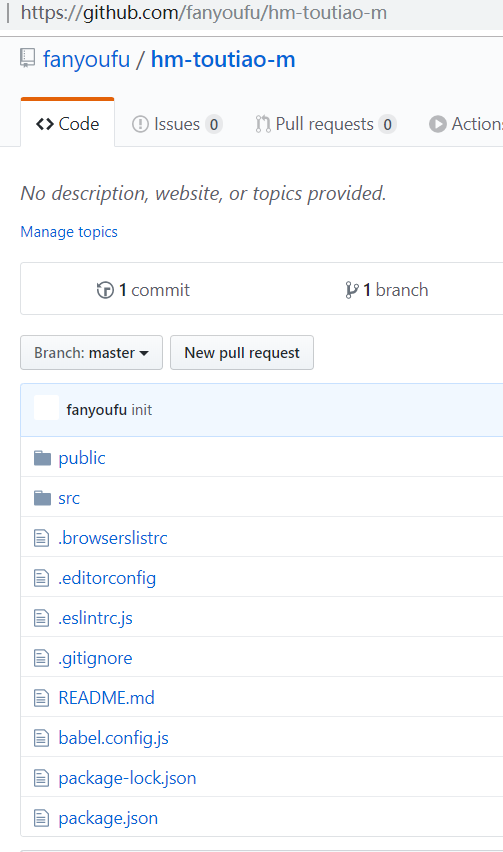 https://github.com/fanyoufu/hm-toutiao-m
fanyoufu / hm-toutiao-m
Code Issues 0 Pull requests 0 Actions
No description, website, or topics provided.
Manage topics
1 commit 1 branch
Branch: master New pull request
fanyoufu init
public
src
.browserslistrc
.editorconfig
.eslintrc.js
.gitignore
README.md
babel.config.js
package-lock.json
package.json